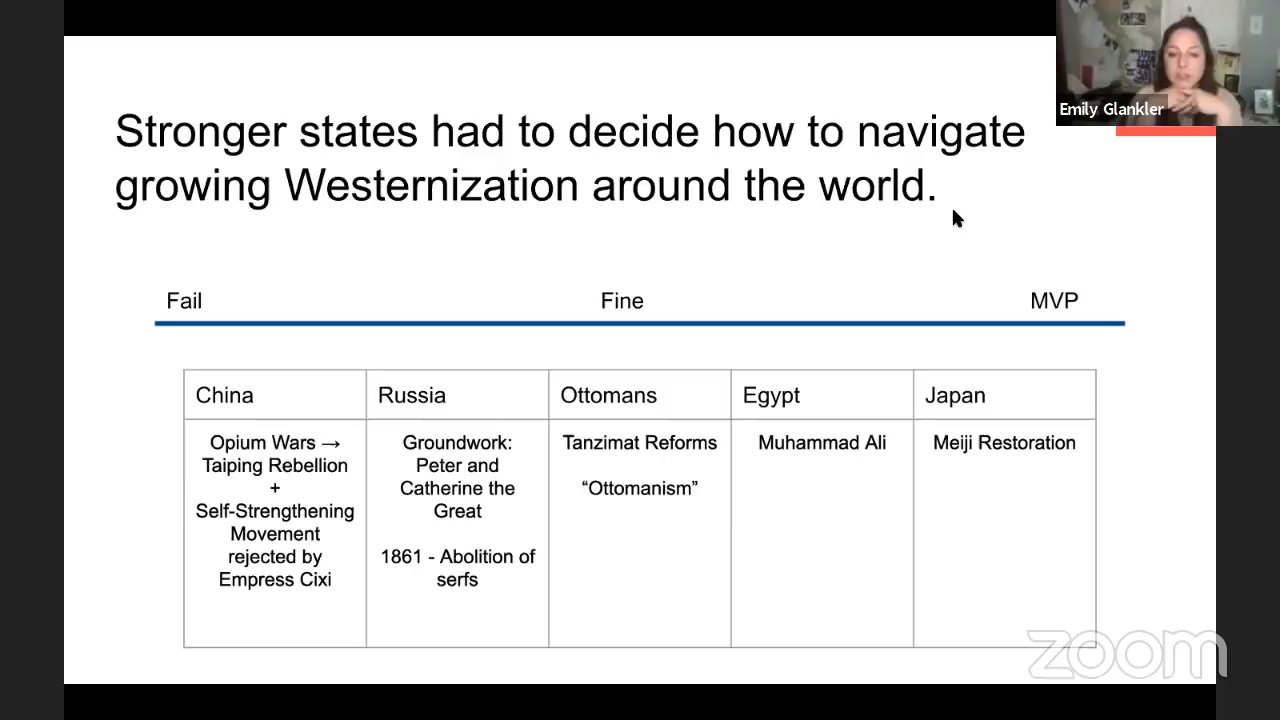 Emily Glankler
Stronger states had to decide how to navigate
growing Westernization around the world.
Fail
Fine
MVP
China
Russia
Ottomans
Egypt
Japan
Opium Wars →
Taiping Rebellion
+
Self-Strengthening
Movement
rejected by
Empress Cixi
Groundwork:
Peter and
Catherine the
Great
1861 - Abolition of
serfs
Tanzimat Reforms
“Ottomanism”
Muhammad Ali
Meiji Restoration
zoom